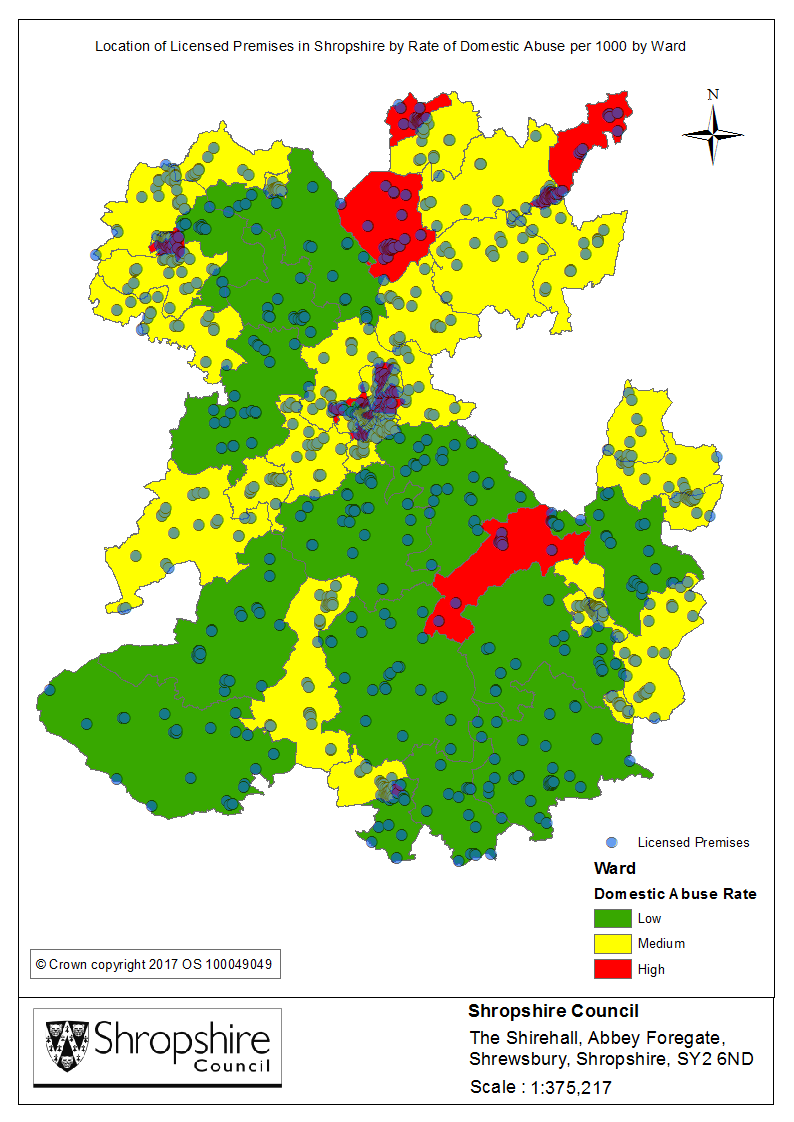 Location of Licensed Premises in Shropshire by Rate of Domestic Abuse per 1000 by Ward
N
Licensed Premises
Ward
Domestic Abuse Rate
Low
Medium
High
© Crown copyright 2017 OS 100049049
Shropshire
Council
Shropshire Council
The Shirehall, Abbey Foregate,
Shrewsbury, Shropshire, SY2 6ND
Scale : 1:375,217